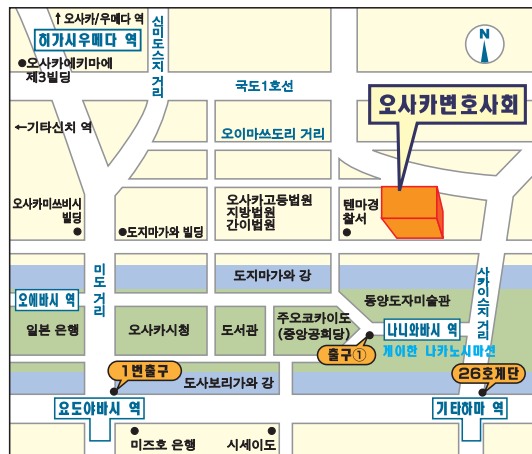 ↑오사카/우메다 역
히가시우메다 역
오사카에키마에
제3빌딩
신미도스지 거리
N
국도1호선
오사카변호사회
←기타신치 역
오이마쓰도리 거리
오사카미쓰비시
빌딩
도지마가와 빌딩
오사카고등법원
지방법원
간이법원
텐마경
찰서
미도 거리
도지마가와 강
사카이스지 거리
오에바시 역
동양도자미술관
일본 은행
오사카시청
도서관
주오코카이도
(중앙공회당)
나니와바시 역
출구①
게이한 나카노시마선
1번출구
도사보리가와 강
26호계단
요도야바시 역
기타하마 역
미즈호 은행
시세이도